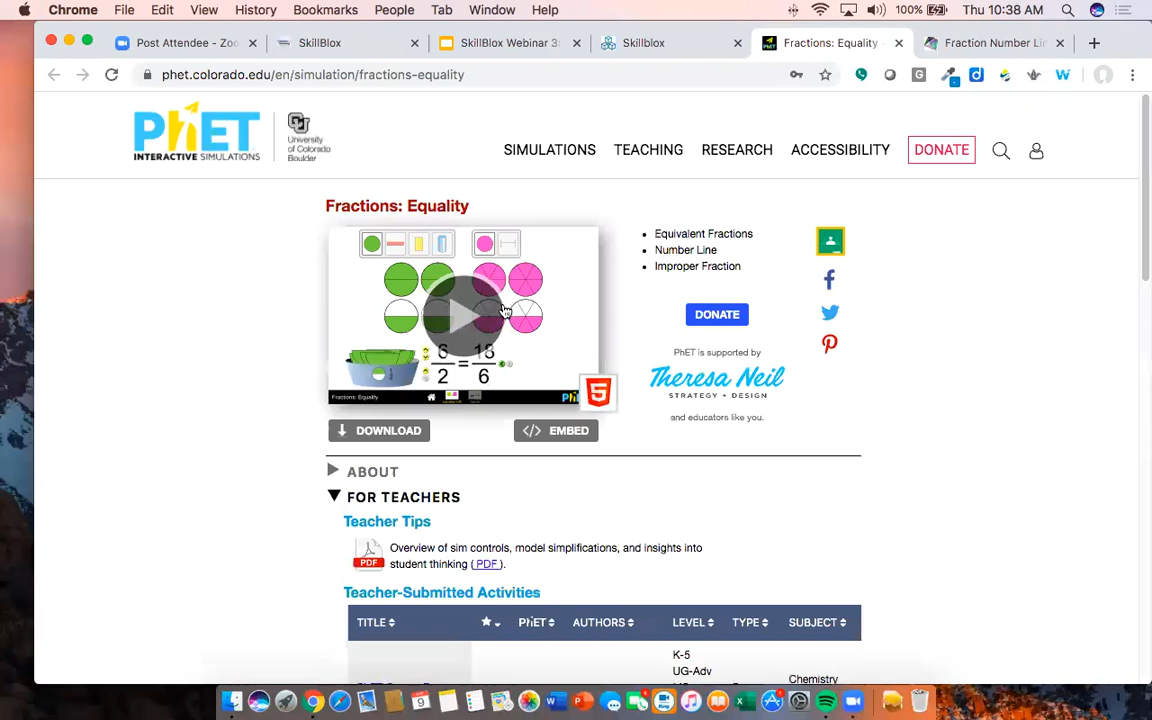 Chrome File Edit View History Bookmarks People Tab Window Help 100% Thu 10:38 AM
Post Attendee - Zoo SkillBlox SkillBlox Webinar 3: Skillblox Fractions: Equality Fraction Number Lin
phet.colorado.edu/en/simulation/fractions-equality
PhET
INTERACTIVE SIMULATIONS
University of Colorado
Boulder
SIMULATIONS TEACHING RESEARCH ACCESSIBILITY DONATE
Fractions: Equality
6 = 18
2 6
Fractions: Equality
5
DOWNLOAD
</> EMBED
Equivalent Fractions
Number Line
Improper Fraction
DONATE
PhET is supported by
Theresa Neil
STRATEGY + DESIGN
and educators like you.
ABOUT
FOR TEACHERS
Teacher Tips
PDF
Overview of sim controls, model simplifications, and insights into
student thinking ( PDF ).
Teacher-Submitted Activities
TITLE PhET AUTHORS LEVEL TYPE SUBJECT
K-5
UG-Adv
Chemistry